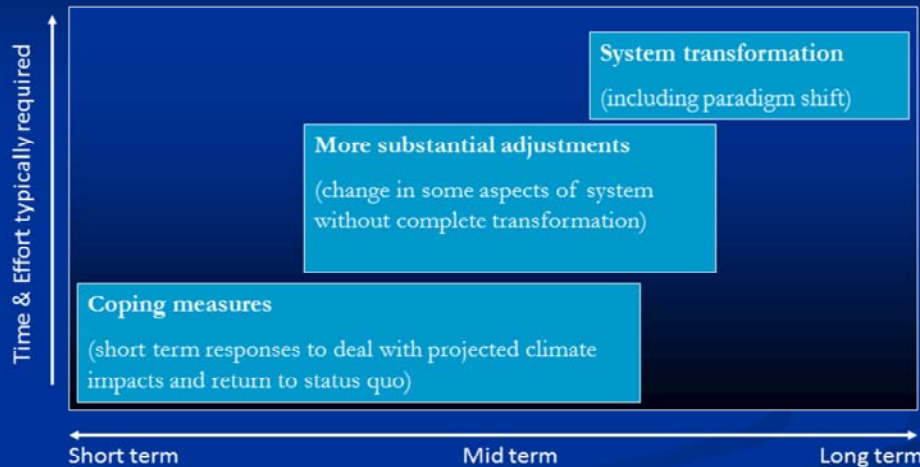 Time & Effort typically required
System transformation
(including paradigm shift)
More substantial adjustments
(change in some aspects of system
without complete transformation)
Coping measures
(short term responses to deal with projected climate
impacts and return to status quo)
Short term
Mid term
Long term